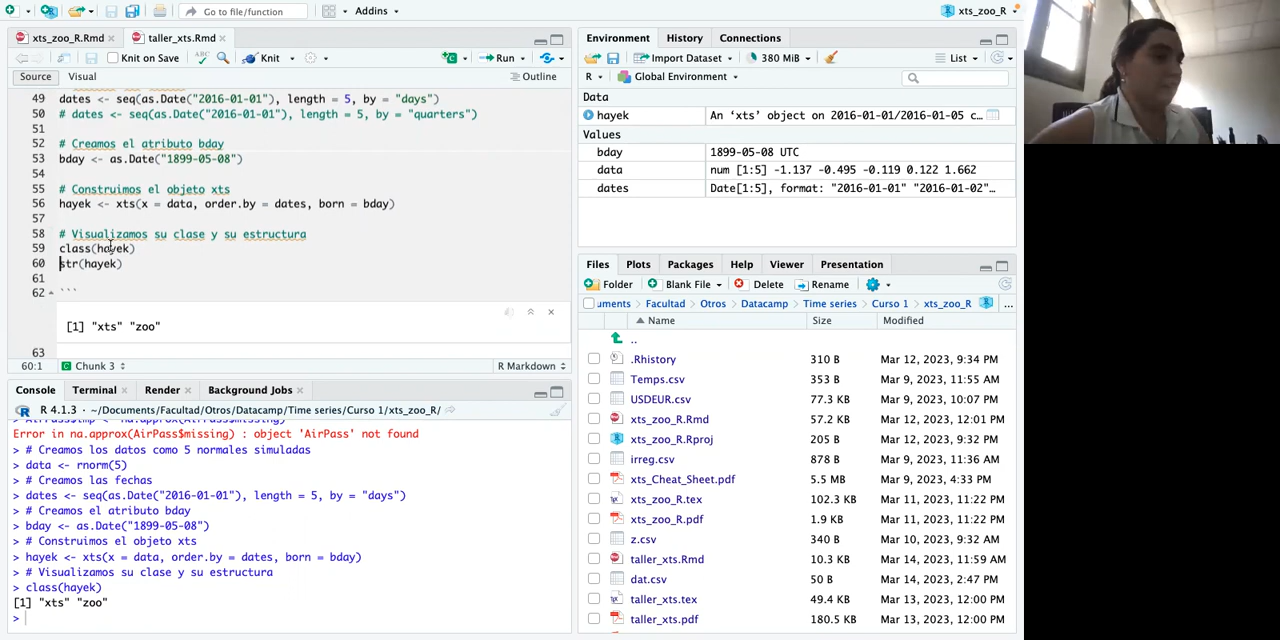 Go to file/function
Addins
xts_zoo_R
xts_zoo_R.Rmd
taller_xts.Rmd
Knit on Save
ABC
Knit
Run
Source
Visual
Outline
49 dates <- seq(as.Date("2016-01-01"), length = 5, by = "days")
50 # dates <- seq(as.Date("2016-01-01"), length = 5, by = "quarters")
51
52 # Creamos el atributo bday
53 bday <- as.Date("1899-05-08")
54
55 # Construimos el objeto xts
56 hayek <- xts(x = data, order.by = dates, born = bday)
57
58 # Visualizamos su clase y su estructura
59 class(hayek)
60 str(hayek)
61
62 ```
[1] "xts" "zoo"
63
60:1
Chunk 3
R Markdown
Console
Terminal
Render
Background Jobs
R 4.1.3 · ~/Documents/Facultad/Otros/Datacamp/Time series/Curso 1/xts_zoo_R/
Error in na.approx(AirPass$missing) : object 'AirPass' not found
> # Creamos los datos como 5 normales simuladas
> data <- rnorm(5)
> # Creamos las fechas
> dates <- seq(as.Date("2016-01-01"), length = 5, by = "days")
> # Creamos el atributo bday
> bday <- as.Date("1899-05-08")
> # Construimos el objeto xts
> hayek <- xts(x = data, order.by = dates, born = bday)
> # Visualizamos su clase y su estructura
> class(hayek)
[1] "xts" "zoo"
>
Environment
History
Connections
Import Dataset
380 MiB
List
R
Global Environment
Data
hayek An ‘xts’ object on 2016-01-01/2016-01-05 c…
Values
bday 1899-05-08 UTC
data num [1:5] -1.137 -0.495 -0.119 0.122 1.662
dates Date[1:5], format: "2016-01-01" "2016-01-02"…
Files
Plots
Packages
Help
Viewer
Presentation
Folder
Blank File
Delete
Rename
uments
Facultad
Otros
Datacamp
Time series
Curso 1
xts_zoo_R
...
Name Size Modified
..
.Rhistory 310 B Mar 12, 2023, 9:34 PM
Temps.csv 353 B Mar 9, 2023, 11:55 AM
USDEUR.csv 77.3 KB Mar 9, 2023, 10:07 PM
xts_zoo_R.Rmd 57.2 KB Mar 12, 2023, 12:01 PM
xts_zoo_R.Rproj 205 B Mar 12, 2023, 9:32 PM
irreg.csv 878 B Mar 9, 2023, 11:36 AM
xts_Cheat_Sheet.pdf 5.5 MB Mar 9, 2023, 4:33 PM
xts_zoo_R.tex 102.3 KB Mar 11, 2023, 11:22 PM
xts_zoo_R.pdf 1.9 KB Mar 11, 2023, 11:22 PM
z.csv 340 B Mar 10, 2023, 9:32 AM
taller_xts.Rmd 10.3 KB Mar 14, 2023, 11:59 AM
dat.csv 50 B Mar 14, 2023, 2:47 PM
taller_xts.tex 49.4 KB Mar 13, 2023, 12:00 PM
taller_xts.pdf 180.5 KB Mar 13, 2023, 12:00 PM